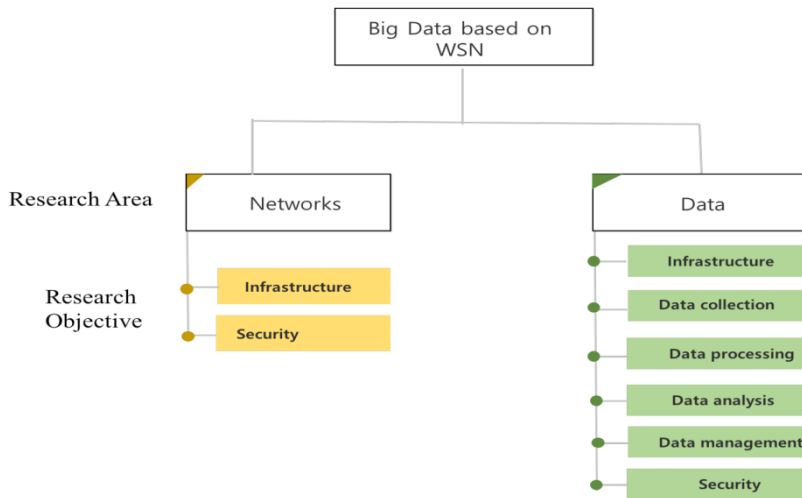 Big Data based on
WSN
Research Area
Networks
Data
Research
Objective
Infrastructure
Security
Infrastructure
Data collection
Data processing
Data analysis
Data management
Security